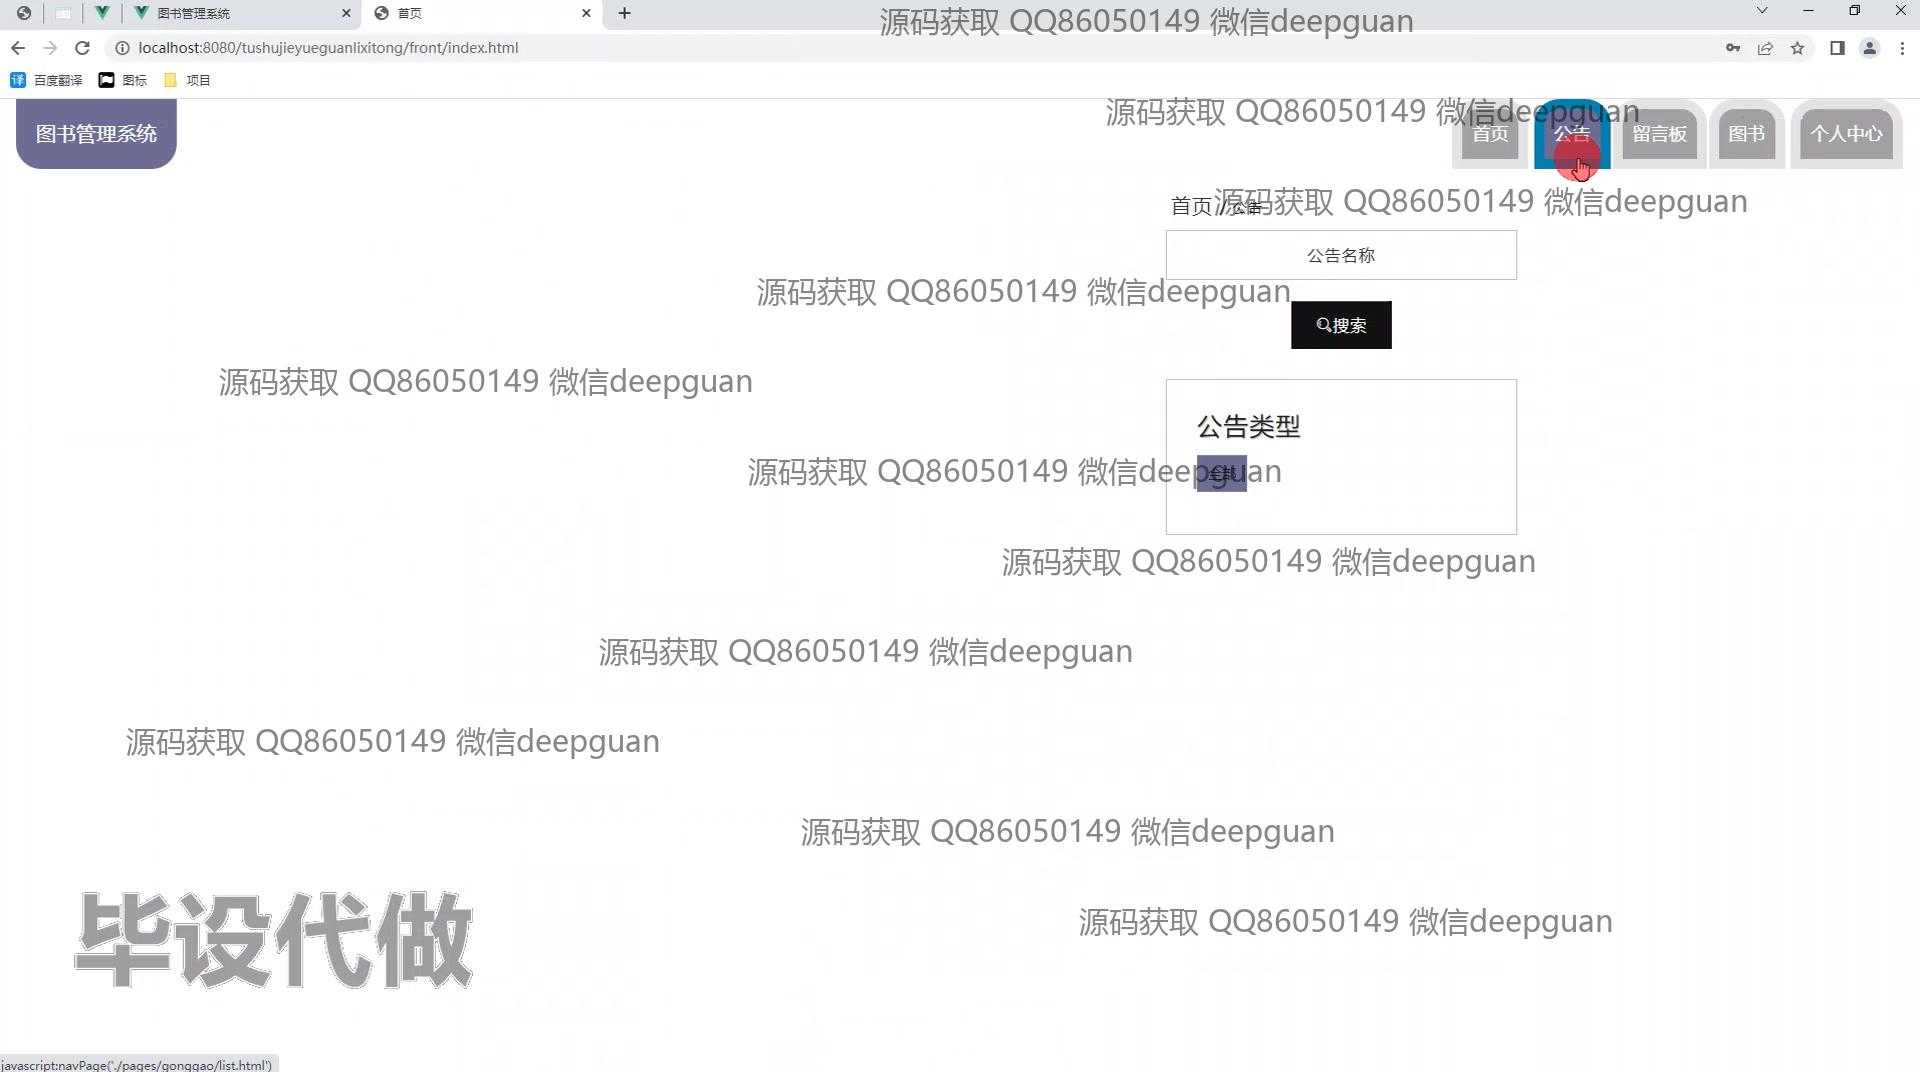 图书管理系统
首页
源码获取 QQ86050149 微信deepguan
localhost:8080/tushujieyueguanlixitong/front/index.html
译 百度翻译 图标 项目
源码获取 QQ86050149 微信deepguan
图书管理系统
首页 公告 留言板 图书 个人中心
首页 / 公告
源码获取 QQ86050149 微信deepguan
公告名称
源码获取 QQ86050149 微信deepguan
搜索
源码获取 QQ86050149 微信deepguan
公告类型
源码获取 QQ86050149 微信deepguan
全部
源码获取 QQ86050149 微信deepguan
源码获取 QQ86050149 微信deepguan
源码获取 QQ86050149 微信deepguan
源码获取 QQ86050149 微信deepguan
源码获取 QQ86050149 微信deepguan
毕设代做
javascript:navPage('./pages/gonggao/list.html')